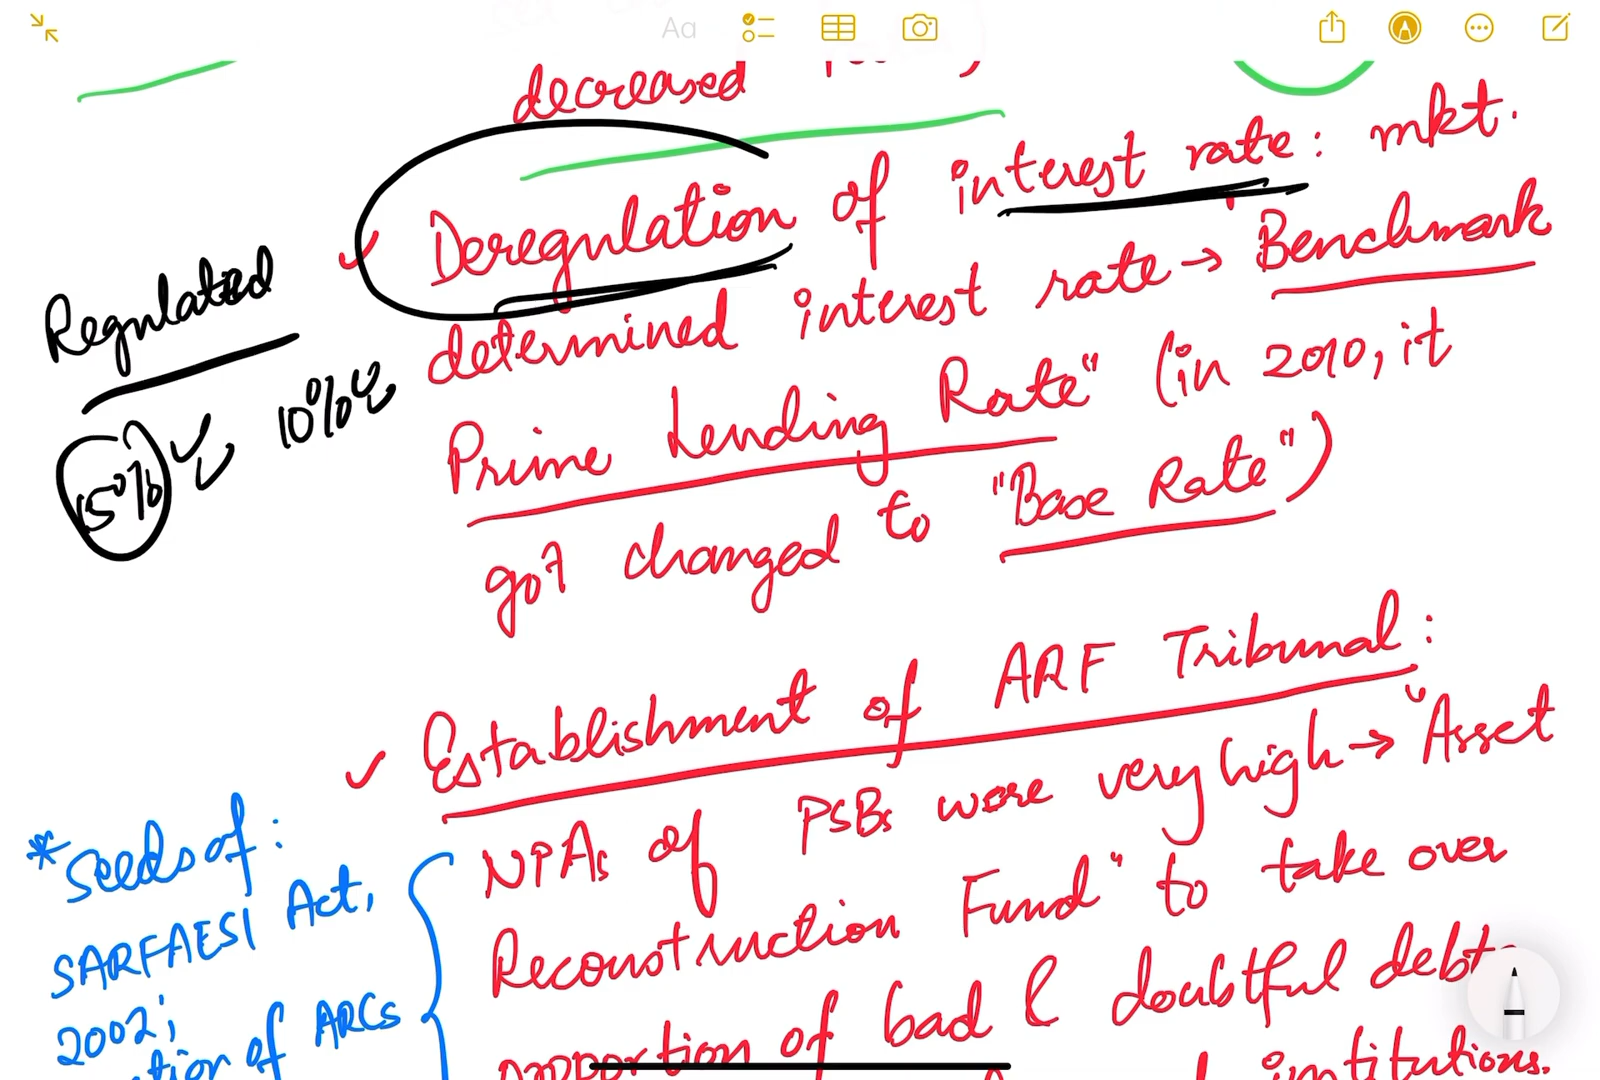 Aa
decreased
Deregulation of interest rate: mkt.
determined interest rate → Benchmark
Prime Lending Rate" (in 2010, it
got changed to "Base Rate")
Regulated
15% 10%
Establishment of ARF Tribunal:
NPAs of PSBs were very high → "Asset
Reconstruction Fund" to take over
proportion of bad & doubtful debts
institutions.
*Seeds of:
SARFAESI Act,
2002;
of ARCs